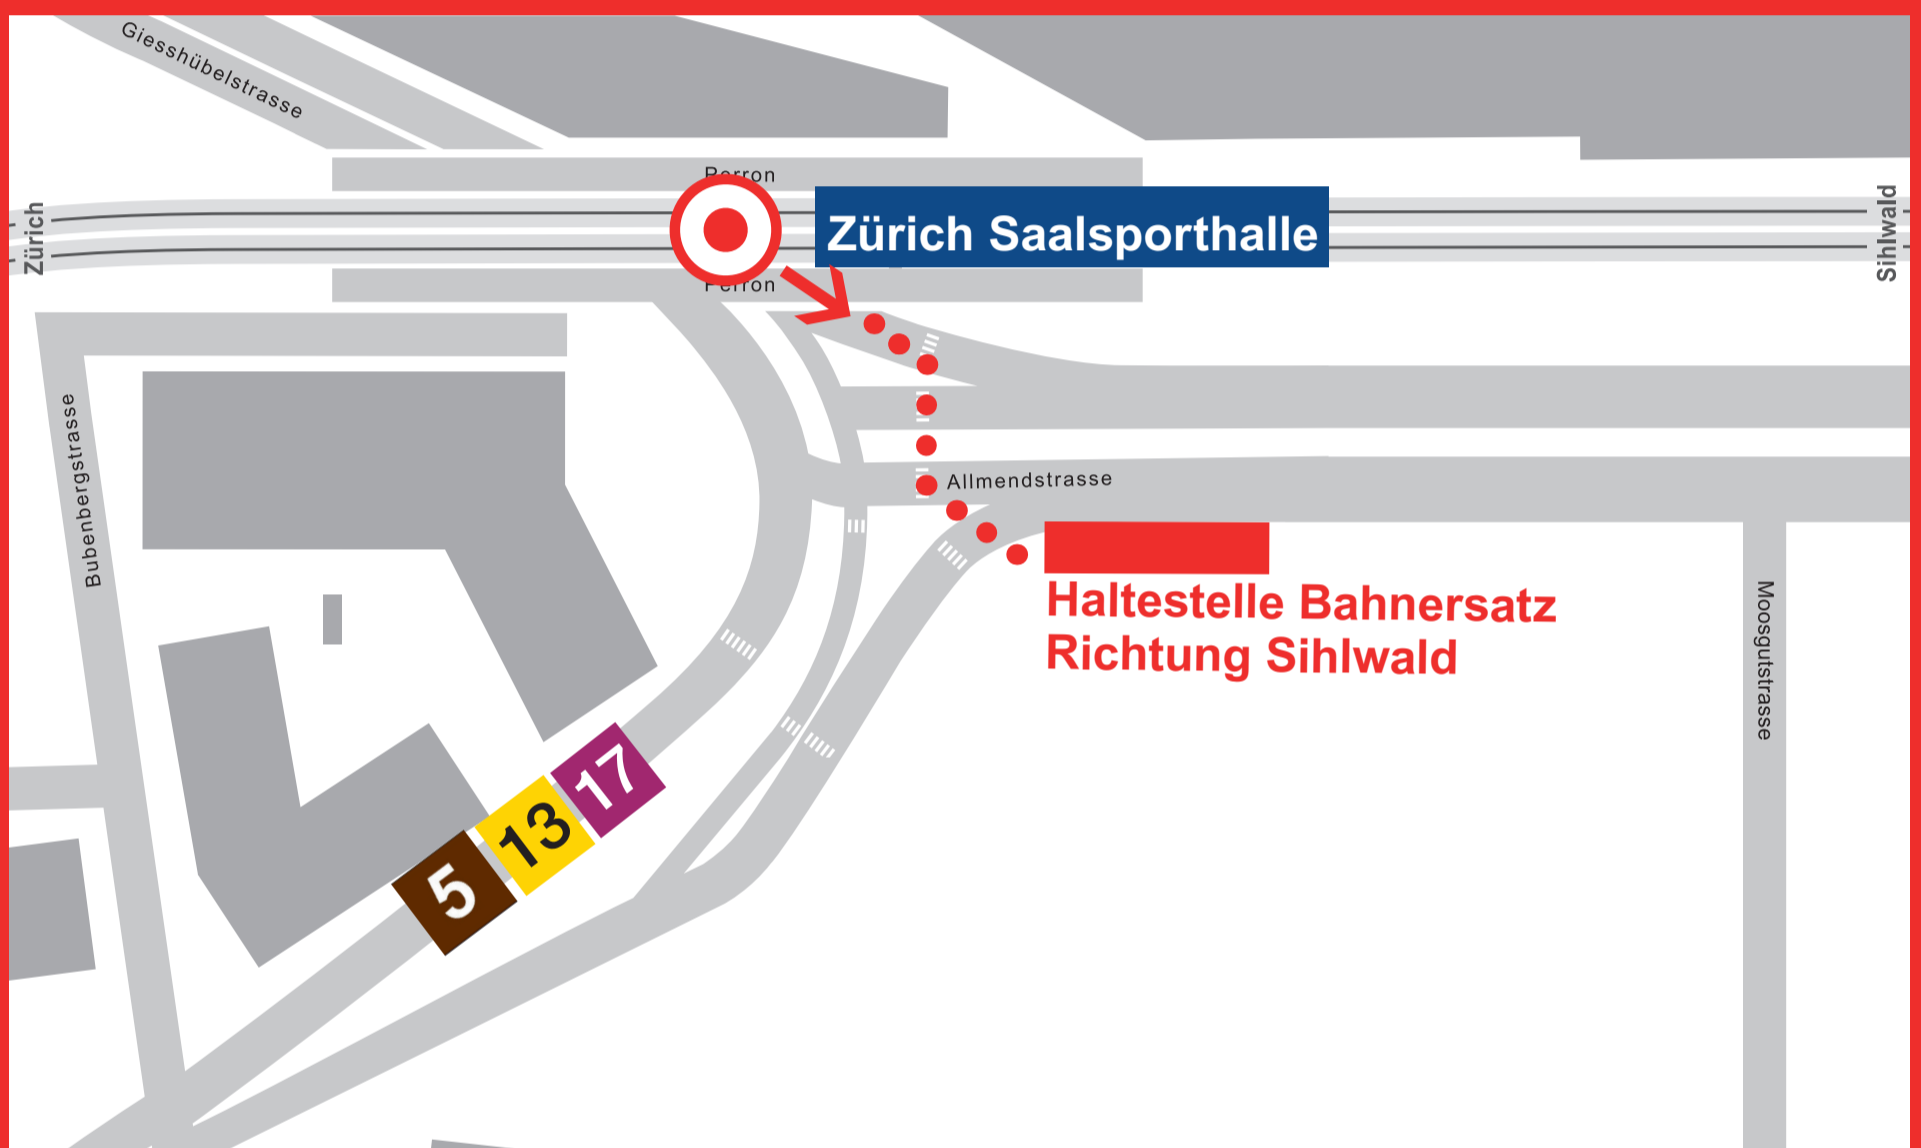 Giesshübelstrasse
Perron
Zürich
Zürich Saalsporthalle
Sihlwald
Perron
Bubenbergstrasse
Allmendstrasse
Haltestelle Bahnersatz
Richtung Sihlwald
Moosgutstrasse
17
13
5